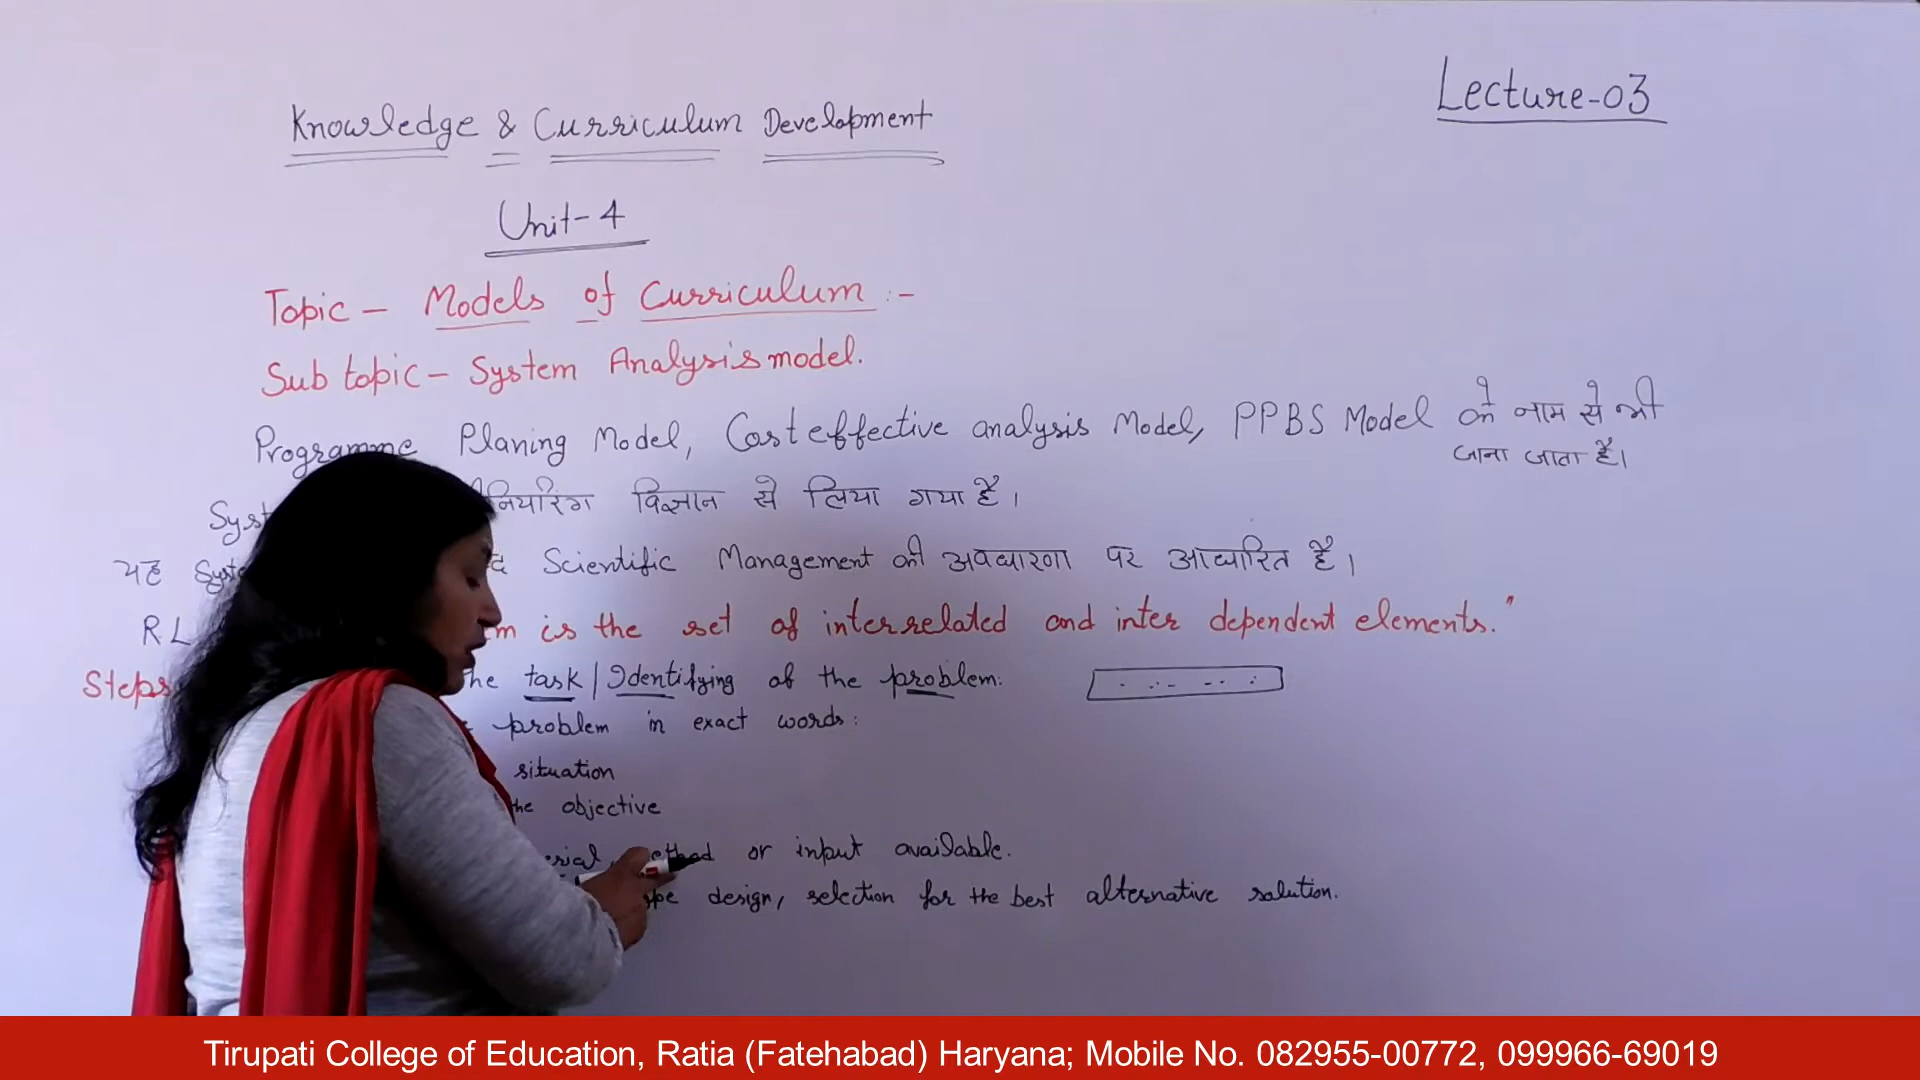 Lecture-03
Knowledge & Curriculum Development
Unit-4
Topic - Models of Curriculum :-
Sub topic - System Analysis model.
Programme Planing Model, Cost effective analysis Model, PPBS Model के नाम से भी
जाना जाता है।
विज्ञान से लिया गया है।
यह Scientific Management की अवधारणा पर आधारित है।
R L is the set of interrelated and inter dependent elements."
Steps task | Identifying of the problem.
problem in exact words:
situation
the objective
or input available.
design, selection for the best alternative solution.
Tirupati College of Education, Ratia (Fatehabad) Haryana; Mobile No. 082955-00772, 099966-69019